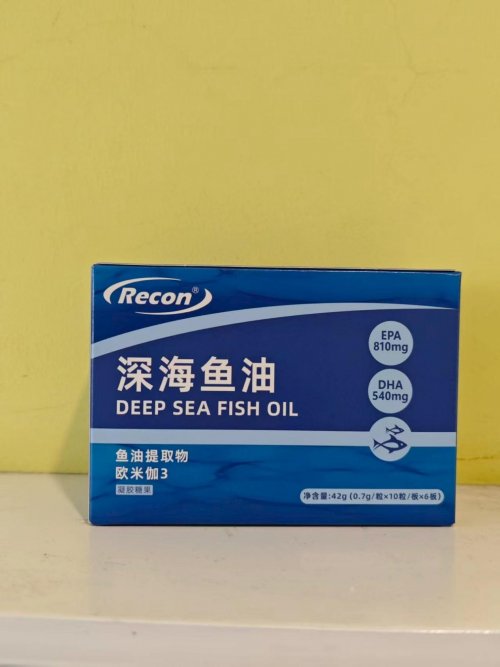 Recon®
深海鱼油
DEEP SEA FISH OIL
EPA
810mg
DHA
540mg
鱼油提取物
欧米伽3
凝胶糖果
净含量:42g (0.7g/粒×10粒/板×6板)